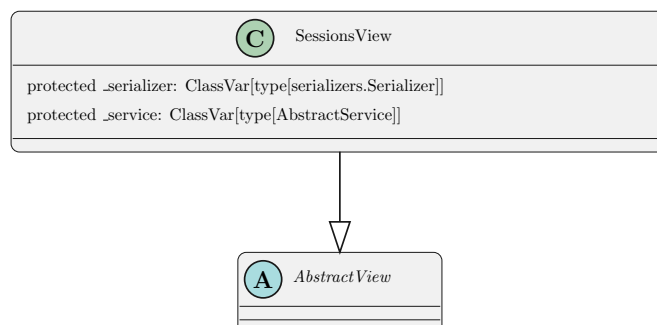 C SessionsView
protected _serializer: ClassVar[type[serializers.Serializer]]
protected _service: ClassVar[type[AbstractService]]
A AbstractView